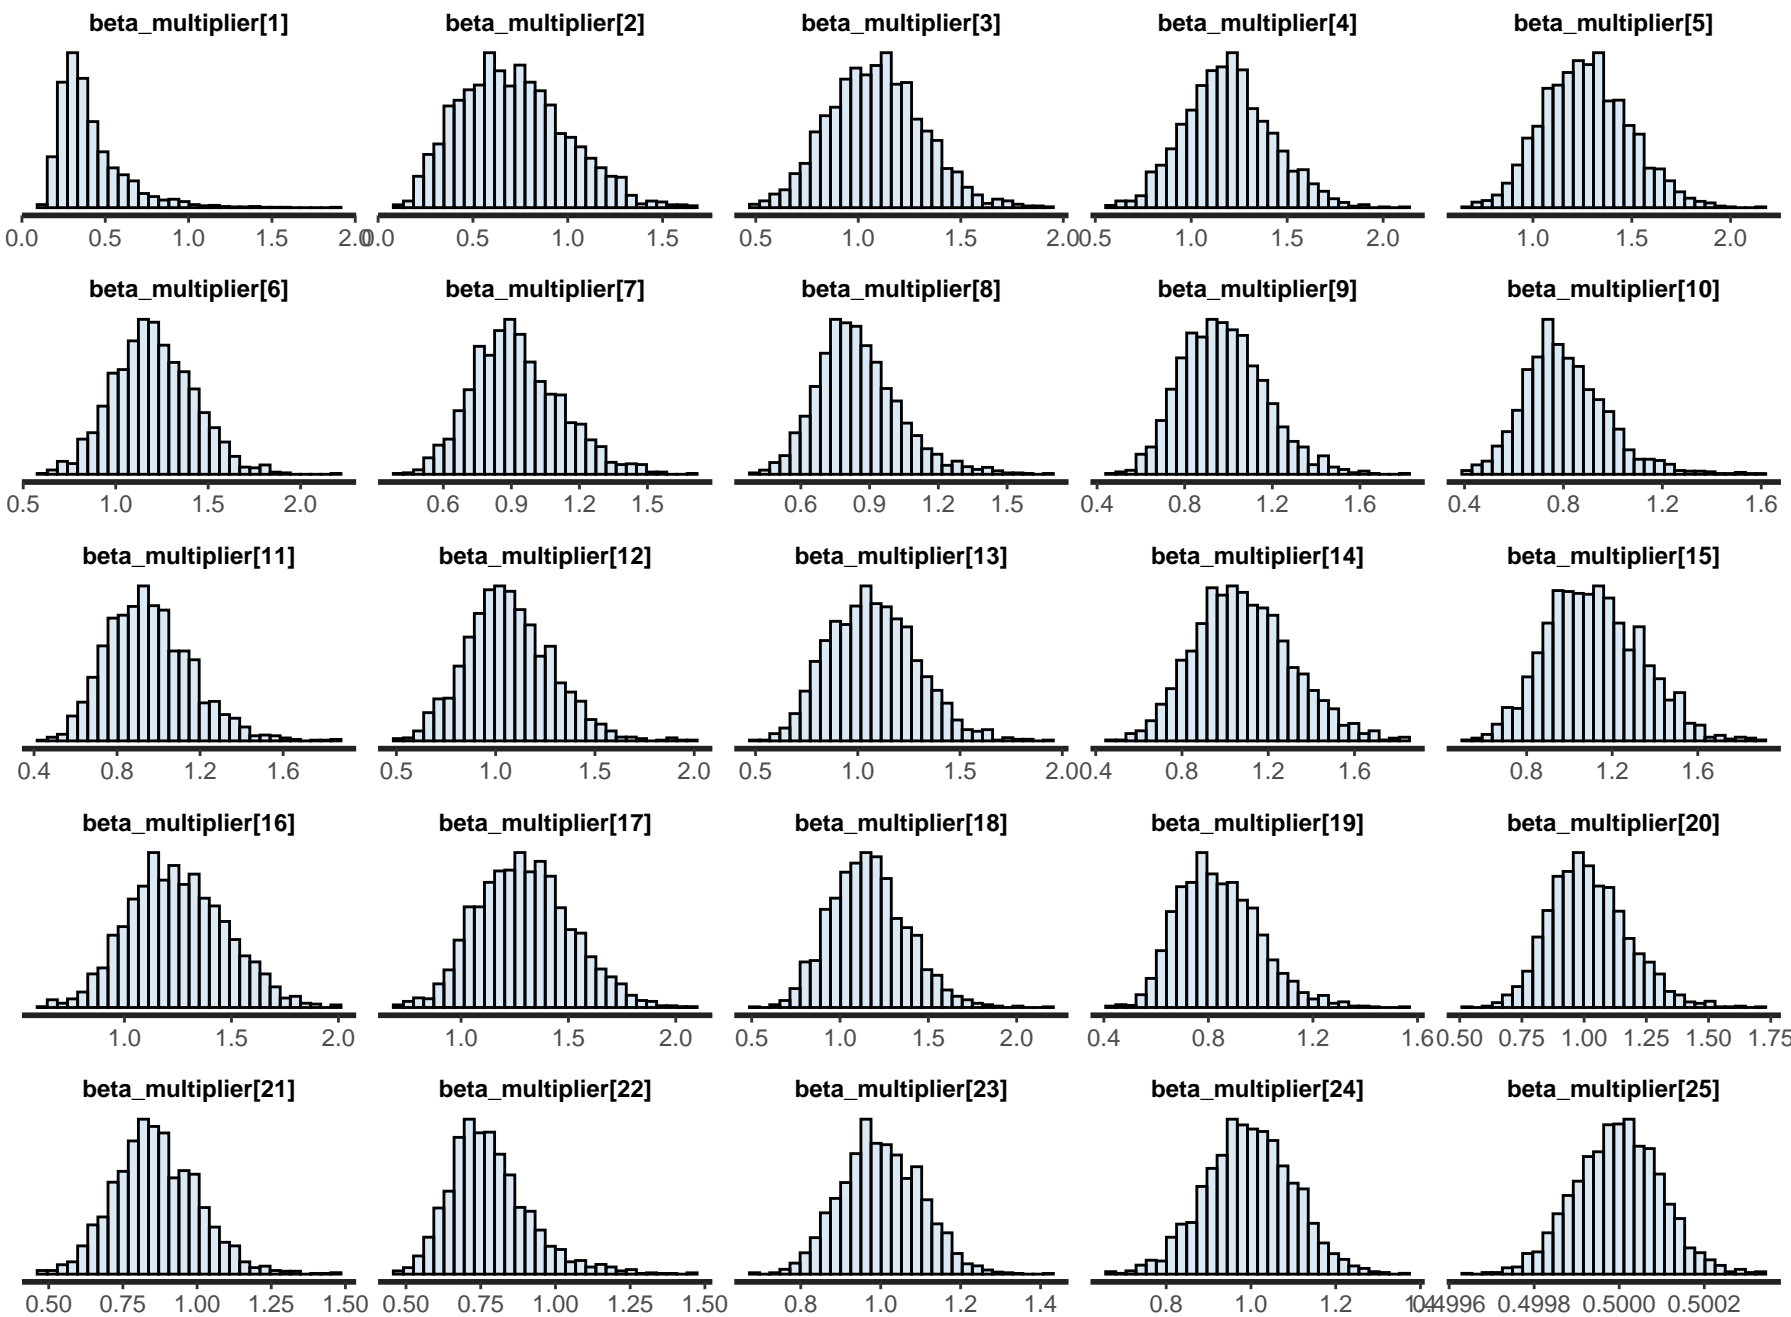 beta_multiplier[1] beta_multiplier[2] beta_multiplier[3] beta_multiplier[4] beta_multiplier[5]
0.0 0.5 1.0 1.5 2.0 0.0 0.5 1.0 1.5 0.5 1.0 1.5 2.0 0.5 1.0 1.5 2.0 1.0 1.5 2.0
beta_multiplier[6] beta_multiplier[7] beta_multiplier[8] beta_multiplier[9] beta_multiplier[10]
0.5 1.0 1.5 2.0 0.6 0.9 1.2 1.5 0.6 0.9 1.2 1.5 0.4 0.8 1.2 1.6 0.4 0.8 1.2 1.6
beta_multiplier[11] beta_multiplier[12] beta_multiplier[13] beta_multiplier[14] beta_multiplier[15]
0.4 0.8 1.2 1.6 0.5 1.0 1.5 2.0 0.5 1.0 1.5 2.0 0.4 0.8 1.2 1.6 0.8 1.2 1.6
beta_multiplier[16] beta_multiplier[17] beta_multiplier[18] beta_multiplier[19] beta_multiplier[20]
1.0 1.5 2.0 1.0 1.5 2.0 0.5 1.0 1.5 2.0 0.4 0.8 1.2 1.6 0.50 0.75 1.00 1.25 1.50 1.75
beta_multiplier[21] beta_multiplier[22] beta_multiplier[23] beta_multiplier[24] beta_multiplier[25]
0.50 0.75 1.00 1.25 1.50 0.50 0.75 1.00 1.25 1.50 0.8 1.0 1.2 1.4 0.8 1.0 1.2 1.4 0.4996 0.4998 0.5000 0.5002